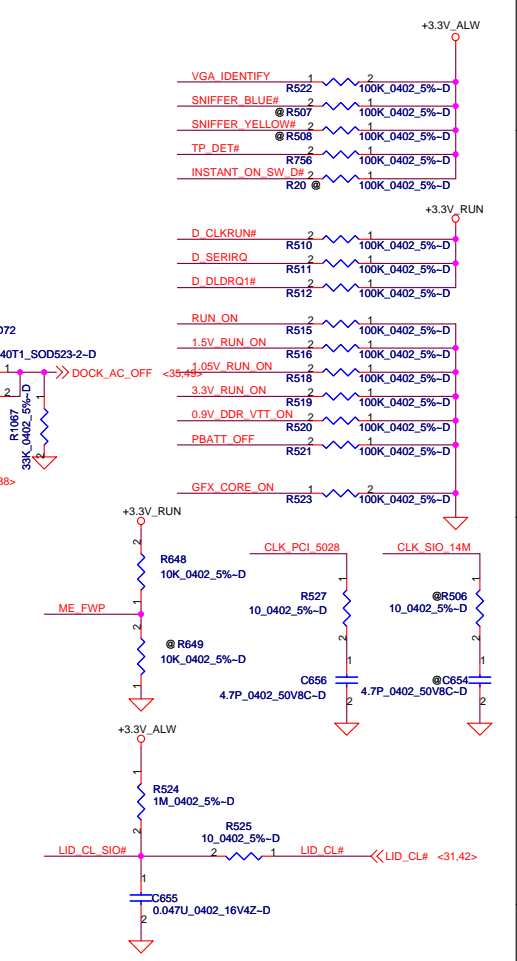 +3.3V_ALW
VGA_IDENTIFY 1 2
R522 100K_0402_5%~D
SNIFFER_BLUE# 2 1
@R507 100K_0402_5%~D
SNIFFER_YELLOW# 2 1
@R508 100K_0402_5%~D
TP_DET# 2 1
R756 100K_0402_5%~D
INSTANT_ON_SW_D# 2 1
R20 @ 100K_0402_5%~D
+3.3V_RUN
D_CLKRUN# 2 1
R510 100K_0402_5%~D
D_SERIRQ 2 1
R511 100K_0402_5%~D
D_DLDRQ1# 2 1
R512 100K_0402_5%~D
RUN_ON 2 1
R515 100K_0402_5%~D
1.5V_RUN_ON 2 1
R516 100K_0402_5%~D
1.05V_RUN_ON 2 1
R518 100K_0402_5%~D
3.3V_RUN_ON 2 1
R519 100K_0402_5%~D
0.9V_DDR_VTT_ON 2 1
R520 100K_0402_5%~D
PBATT_OFF 2 1
R521 100K_0402_5%~D
GFX_CORE_ON 1 2
R523 100K_0402_5%~D
072
40T1_SOD523-2~D
1
2
DOCK_AC_OFF <35,49>
1
R1067
33K_0402_5%~D
2
38>
+3.3V_RUN
2
R648
10K_0402_5%~D
1
ME_FWP
2
@R649
10K_0402_5%~D
1
CLK_PCI_5028
1
R527
10_0402_5%~D
2
1
C656
4.7P_0402_50V8C~D
2
CLK_SIO_14M
1
@R506
10_0402_5%~D
2
1
@C654
4.7P_0402_50V8C~D
2
+3.3V_ALW
1
R524
1M_0402_5%~D
2
R525
10_0402_5%~D
LID_CL_SIO# 2 1 LID_CL# LID_CL# <31,42>
1
C655
0.047U_0402_16V4Z~D
2